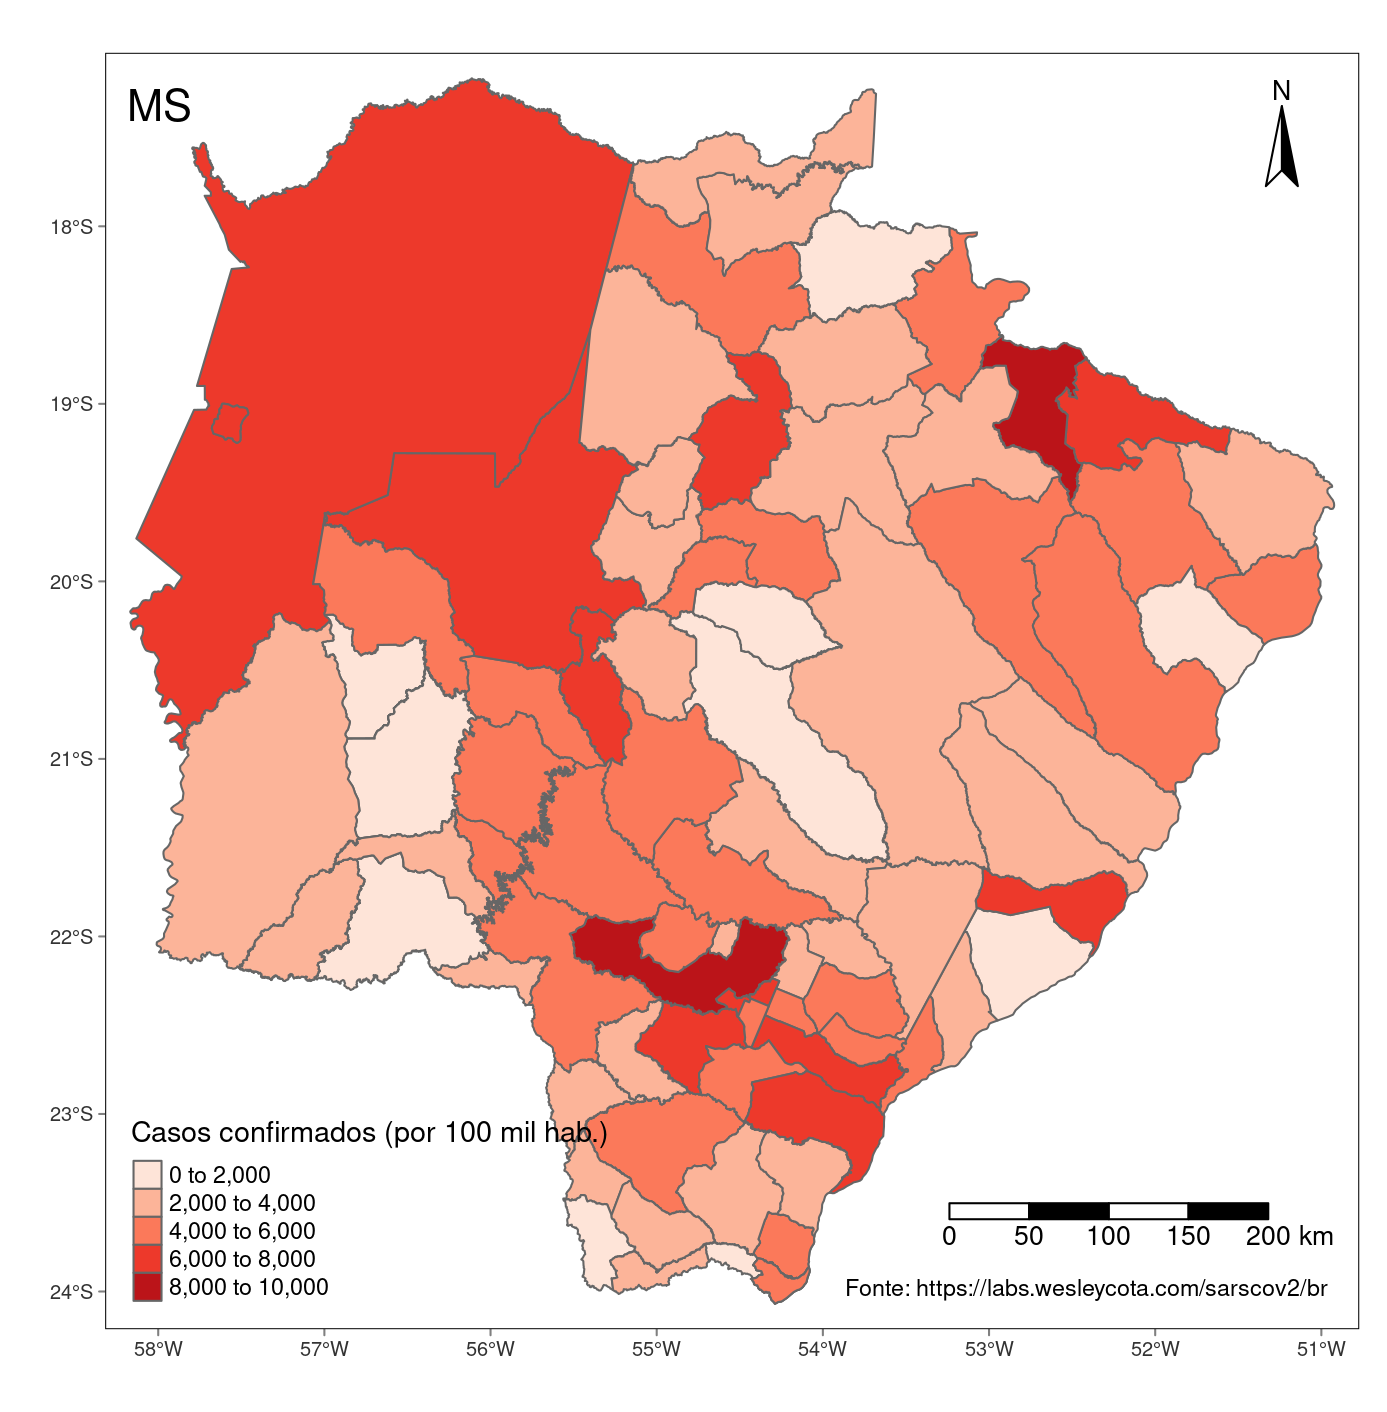 MS
N
18°S
19°S
20°S
21°S
22°S
23°S
24°S
Casos confirmados (por 100 mil hab.)
0 to 2,000
2,000 to 4,000
4,000 to 6,000
6,000 to 8,000
8,000 to 10,000
0 50 100 150 200 km
Fonte: https://labs.wesleycota.com/sarscov2/br
58°W 57°W 56°W 55°W 54°W 53°W 52°W 51°W